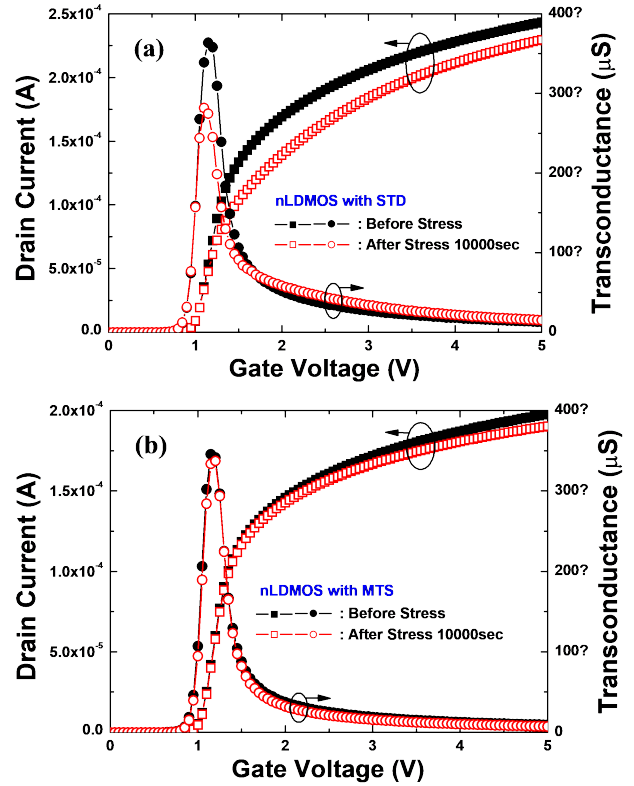 (a)
Drain Current (A)
2.5x10⁻⁴
2.0x10⁻⁴
1.5x10⁻⁴
1.0x10⁻⁴
5.0x10⁻⁵
0.0
400?
300?
200?
100?
0
Transconductance (μS)
nLDMOS with STD
: Before Stress
: After Stress 10000sec
0 1 2 3 4 5
Gate Voltage (V)
(b)
Drain Current (A)
2.0x10⁻⁴
1.5x10⁻⁴
1.0x10⁻⁴
5.0x10⁻⁵
0.0
400?
300?
200?
100?
0
Transconductance (μS)
nLDMOS with MTS
: Before Stress
: After Stress 10000sec
0 1 2 3 4 5
Gate Voltage (V)